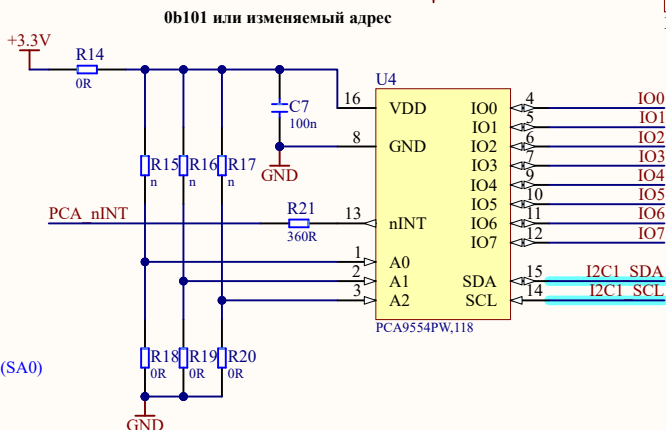 0b101 или изменяемый адрес
+3.3V
R14
0R
U4
C7
100n
16 VDD IO0 4 IO0
IO1 5 IO1
8 GND IO2 6 IO2
IO3 7 IO3
R15 R16 R17
n n n
GND
IO4 9 IO4
IO5 10 IO5
PCA_nINT R21 13 nINT IO6 11 IO6
360R
IO7 12 IO7
1 A0
2 A1 SDA 15 I2C1_SDA
3 A2 SCL 14 I2C1_SCL
PCA9554PW,118
(SA0)
R18 R19 R20
0R 0R 0R
GND